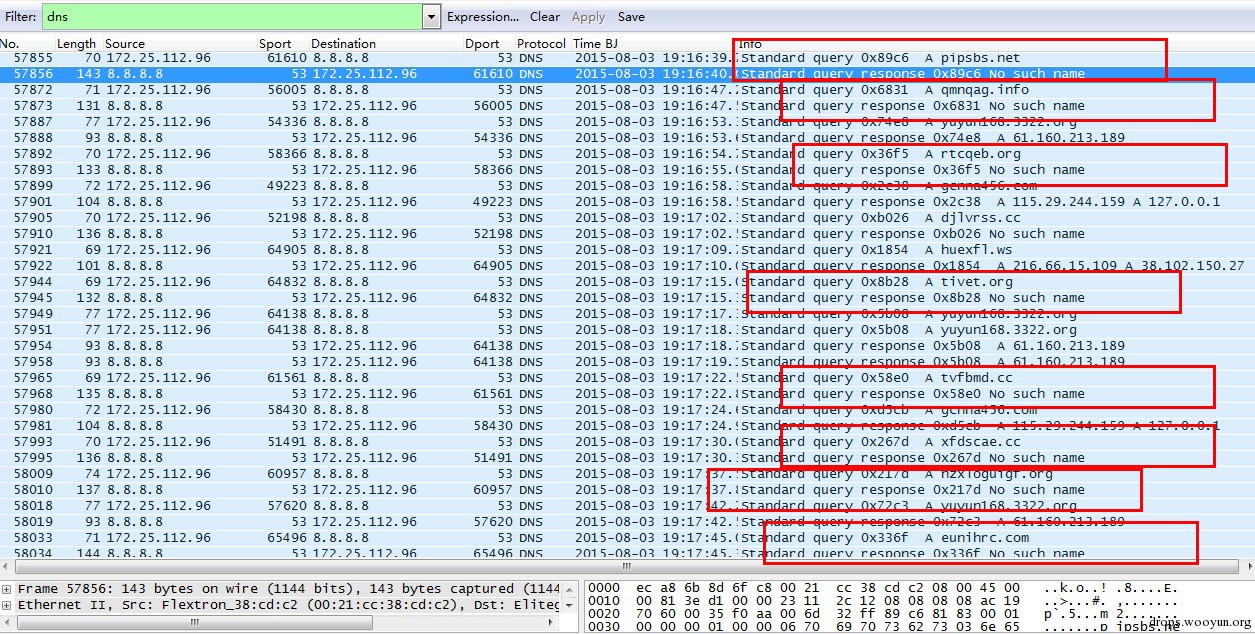 Filter: dns Expression... Clear Apply Save
No. Length Source Sport Destination Dport Protocol Time BJ Info
57855 70 172.25.112.96 61610 8.8.8.8 53 DNS 2015-08-03 19:16:39. Standard query 0x89c6 A pipsbs.net
57856 143 8.8.8.8 53 172.25.112.96 61610 DNS 2015-08-03 19:16:40. Standard query response 0x89c6 No such name
57872 71 172.25.112.96 56005 8.8.8.8 53 DNS 2015-08-03 19:16:47. Standard query 0x6831 A qmnqag.info
57873 131 8.8.8.8 53 172.25.112.96 56005 DNS 2015-08-03 19:16:47. Standard query response 0x6831 No such name
57887 77 172.25.112.96 54336 8.8.8.8 53 DNS 2015-08-03 19:16:53. Standard query 0x74e8 A yuyun168.3322.org
57888 93 8.8.8.8 53 172.25.112.96 54336 DNS 2015-08-03 19:16:53. Standard query response 0x74e8 A 61.160.213.189
57892 70 172.25.112.96 58366 8.8.8.8 53 DNS 2015-08-03 19:16:54. Standard query 0x36f5 A rtcqeb.org
57893 133 8.8.8.8 53 172.25.112.96 58366 DNS 2015-08-03 19:16:55. Standard query response 0x36f5 No such name
57899 72 172.25.112.96 49223 8.8.8.8 53 DNS 2015-08-03 19:16:58. Standard query 0x2c38 A gcnna456.com
57901 104 8.8.8.8 53 172.25.112.96 49223 DNS 2015-08-03 19:16:58. Standard query response 0x2c38 A 115.29.244.159 A 127.0.0.1
57905 70 172.25.112.96 52198 8.8.8.8 53 DNS 2015-08-03 19:17:02. Standard query 0xb026 A djlvrss.cc
57910 136 8.8.8.8 53 172.25.112.96 52198 DNS 2015-08-03 19:17:02. Standard query response 0xb026 No such name
57921 69 172.25.112.96 64905 8.8.8.8 53 DNS 2015-08-03 19:17:09. Standard query 0x1854 A huexfl.ws
57922 101 8.8.8.8 53 172.25.112.96 64905 DNS 2015-08-03 19:17:10. Standard query response 0x1854 A 216.66.15.109 A 38.102.150.27
57944 69 172.25.112.96 64832 8.8.8.8 53 DNS 2015-08-03 19:17:15. Standard query 0x8b28 A tivet.org
57945 132 8.8.8.8 53 172.25.112.96 64832 DNS 2015-08-03 19:17:15. Standard query response 0x8b28 No such name
57949 77 172.25.112.96 64138 8.8.8.8 53 DNS 2015-08-03 19:17:17. Standard query 0x5b08 A yuyun168.3322.org
57951 77 172.25.112.96 64138 8.8.8.8 53 DNS 2015-08-03 19:17:18. Standard query 0x5b08 A yuyun168.3322.org
57954 93 8.8.8.8 53 172.25.112.96 64138 DNS 2015-08-03 19:17:18. Standard query response 0x5b08 A 61.160.213.189
57958 93 8.8.8.8 53 172.25.112.96 64138 DNS 2015-08-03 19:17:19. Standard query response 0x5b08 A 61.160.213.189
57965 69 172.25.112.96 61561 8.8.8.8 53 DNS 2015-08-03 19:17:22. Standard query 0x58e0 A tvfbmd.cc
57968 135 8.8.8.8 53 172.25.112.96 61561 DNS 2015-08-03 19:17:22. Standard query response 0x58e0 No such name
57980 72 172.25.112.96 58430 8.8.8.8 53 DNS 2015-08-03 19:17:24. Standard query 0xd5cb A gcnna456.com
57981 104 8.8.8.8 53 172.25.112.96 58430 DNS 2015-08-03 19:17:24. Standard query response 0xd5cb A 115.29.244.159 A 127.0.0.1
57993 70 172.25.112.96 51491 8.8.8.8 53 DNS 2015-08-03 19:17:30. Standard query 0x267d A xfdscae.cc
57995 136 8.8.8.8 53 172.25.112.96 51491 DNS 2015-08-03 19:17:30. Standard query response 0x267d No such name
58009 74 172.25.112.96 60957 8.8.8.8 53 DNS 2015-08-03 19:17:37. Standard query 0x217d A
58010 137 8.8.8.8 53 172.25.112.96 60957 DNS 2015-08-03 19:17:37. Standard query response 0x217d No such name
58018 77 172.25.112.96 57620 8.8.8.8 53 DNS 2015-08-03 19:17:42. Standard query 0x72c3 A yuyun168.3322.org
58019 93 8.8.8.8 53 172.25.112.96 57620 DNS 2015-08-03 19:17:42. Standard query response 0x72c3 A 61.160.213.189
58033 71 172.25.112.96 65496 8.8.8.8 53 DNS 2015-08-03 19:17:45. Standard query 0x336f A eunihrc.com
58034 144 8.8.8.8 53 172.25.112.96 65496 DNS 2015-08-03 19:17:45. Standard query response 0x336f No such name
Frame 57856: 143 bytes on wire (1144 bits), 143 bytes captured (1144
Ethernet II, Src: Flextron_38:cd:c2 (00:21:cc:38:cd:c2), Dst: Eliteg
0000 ec a8 6b 8d 6f c8 00 21 cc 38 cd c2 08 00 45 00 ..k.o..! .8....E.
0010 00 81 3e d1 00 00 23 11 2c 12 08 08 08 08 ac 19 ..>...#. ,.......
0020 70 60 00 35 f0 aa 00 6d 32 ff 89 c6 81 83 00 01 p`.5...m 2.......
0030 00 00 00 01 00 00 06 70 69 70 73 62 73 03 6e 65 .......p ipsbs.ne
drops.wooyun.org